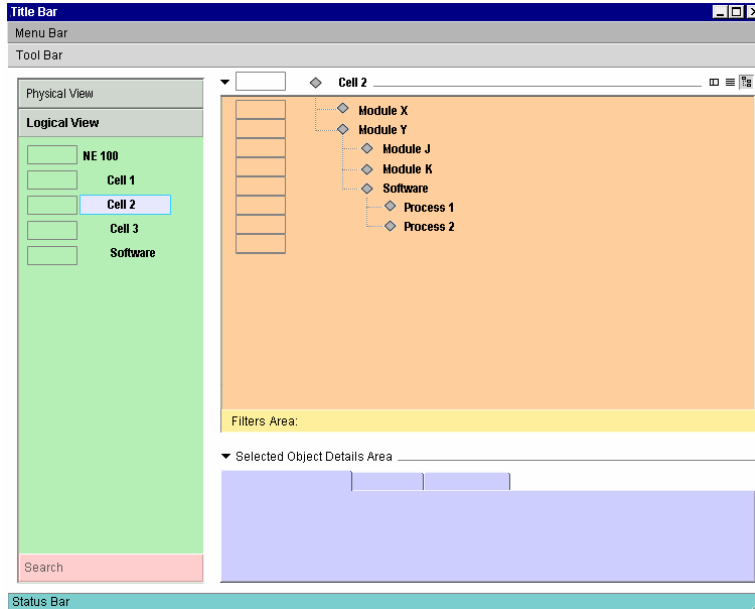 Title Bar
Menu Bar
Tool Bar
Physical View
Logical View
NE 100
Cell 1
Cell 2
Cell 3
Software
Search
Cell 2
Module X
Module Y
Module J
Module K
Software
Process 1
Process 2
Filters Area:
Selected Object Details Area
Status Bar